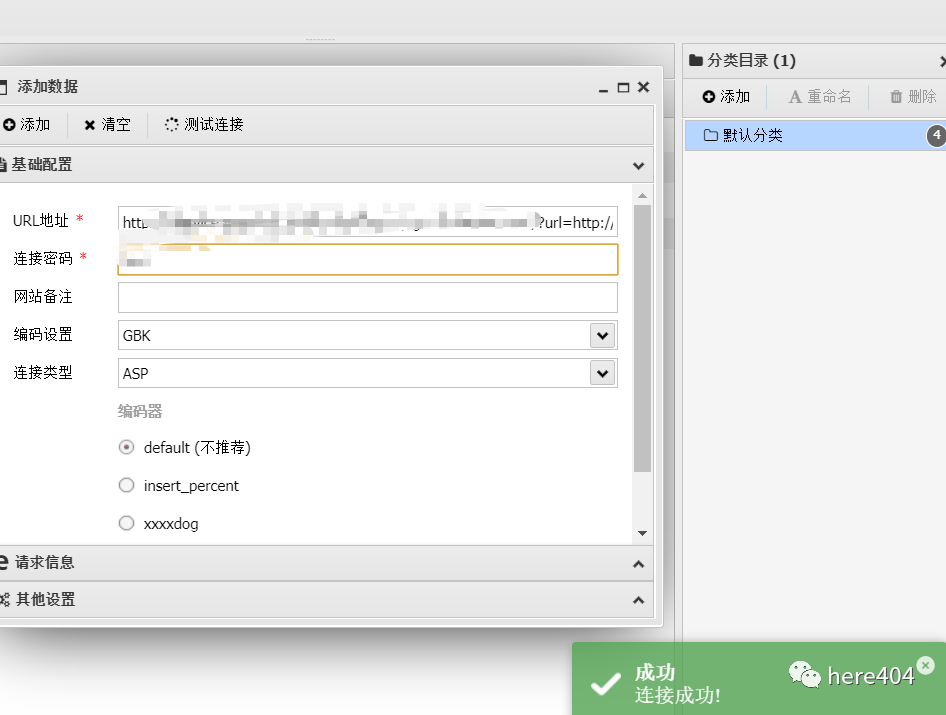 分类目录 (1)
添加 重命名 删除
默认分类 4
添加数据
添加 清空 测试连接
基础配置
URL地址 * http ?url=http://
连接密码 *
网站备注
编码设置 GBK
连接类型 ASP
编码器
default (不推荐)
insert_percent
xxxxdog
请求信息
其他设置
成功
连接成功!
here404